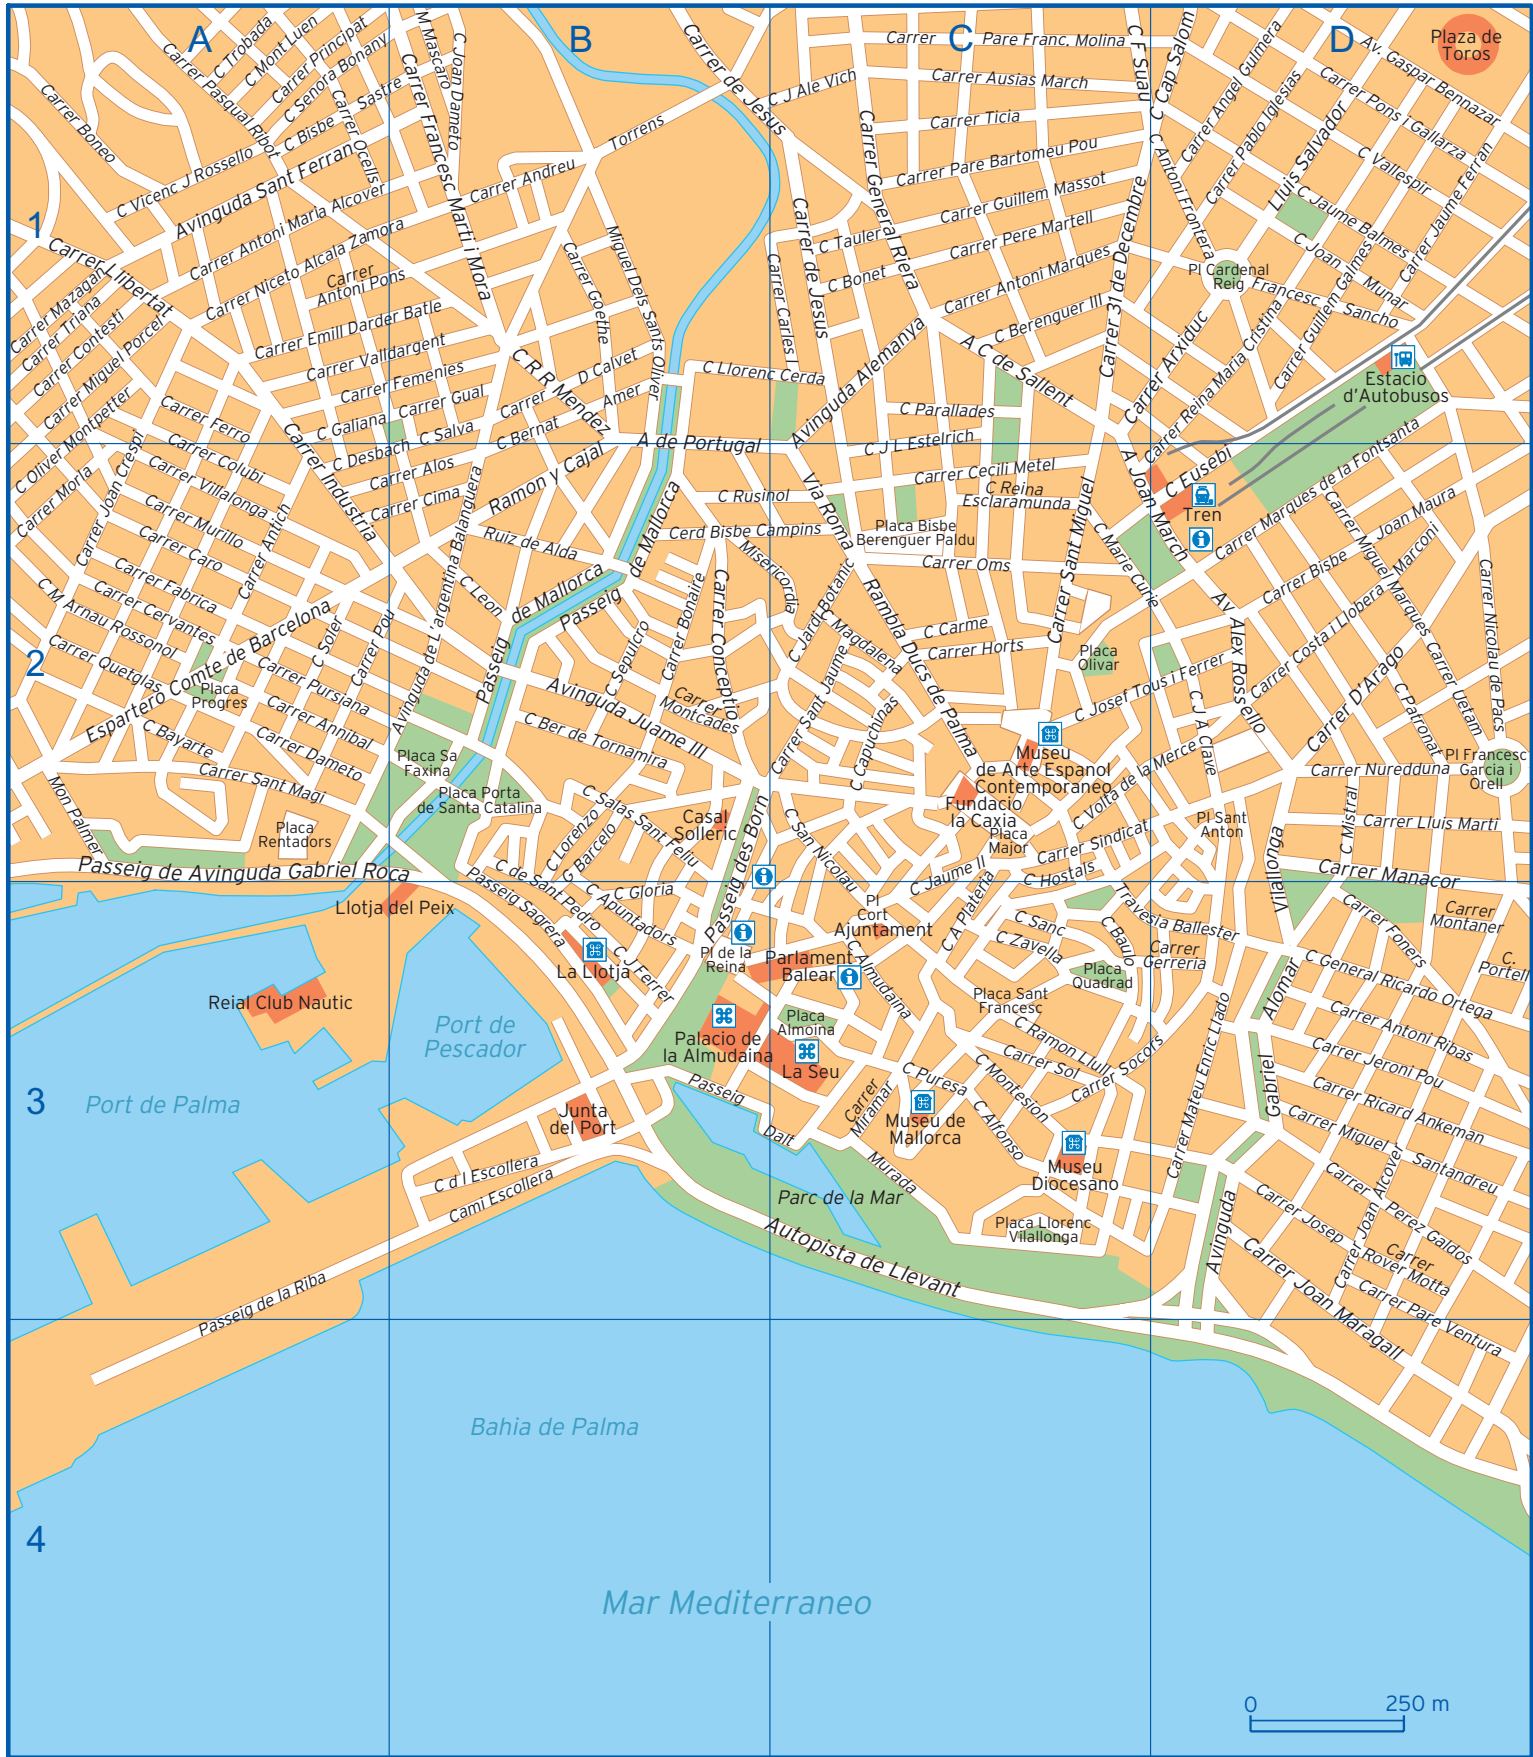 A
B
C
D
1
2
3
4
Plaza de
Toros
C Trobada
C Mont Luen
Carrer Principat
C Senora Bonany
C Bisbe Sastre
Carrer Pasqual Ribot
Carrer Ocells
Carrer Boneo
C Vicenc J Rossello
Avinguda Sant Ferran
Carrer Antoni Maria Alcover
Carrer Niceto Alcala Zamora
Carrer
Antoni Pons
Carrer Emill Darder Batle
Carrer Valldargent
Carrer Femenies
Carrer Gual
C Galiana
C Salva
C Desbach
Carrer Alos
Carrer Cima
Carrer Llibertat
Carrer Mazagan
Carrer Triana
Carrer Contesti
Carrer Miguel Porcel
C Oliver Montpetter
Carrer Morla
Carrer Ferro
Carrer Colubi
Carrer Villalonga
Carrer Murillo
Carrer Caro
Carrer Fabrica
Carrer Cervantes
C M Arnau Rossonol
Carrer Quetglas
Carrer Joan Crespi
Carrer Antich
Carrer Industria
Espartero Comte de Barcelona
C Soler
Carrer Pou
Placa
Progres
Carrer Pursiana
Carrer Annibal
Carrer Dameto
C Bayarte
Carrer Sant Magi
Mon Palmer
Placa
Rentadors
Passeig de Avinguda Gabriel Roca
M Mascaro
C Joan Dameto
Carrer Francesc Marti i Mora
Carrer Andreu
Torrens
Carrer Goethe
Miguel Deis Sants Oliver
C R R Mendez
Carrer D Calvet
C Bernat Amer
Ramon y Cajal
A de Portugal
Ruiz de Alda
C Leon
Avinguda de L'argentina Balanguera
Passeig de Mallorca
Passeig de Mallorca
C Rusinol
Cerd Bisbe Campins
Misericordia
Carrer Conceptio
Carrer Bonaire
C Sepulcro
Carrer
Montcades
Avinguda Juame III
C Ber de Tornamira
Placa Sa
Faxina
Placa Porta
de Santa Catalina
C Salas Sant Feliu
C Lorenzo
G Barcelo
C de Sant Pedro
C Apuntadors
C Gloria
Passeig Sagrera
C J Ferrer
Casal
Solleric
Passeig des Born
Carrer de Jesus
C J Ale Vich
Carrer Pare Franc. Molina
Carrer Ausias March
Carrer Ticia
Carrer Pare Bartomeu Pou
Carrer Guillem Massot
Carrer Pere Martell
Carrer Antoni Marques
C Berenguer III
C Tauler
C Bonet
Carrer General Riera
Carrer de Jesus
Carrer Carles I
C Llorenc Cerda
Avinguda Alemanya
A C de Sallent
C Parallades
C J L Estelrich
Carrer Cecili Metel
C Reina
Esclaramunda
Placa Bisbe
Berenguer Paldu
Carrer Oms
Via Roma
Rambla Ducs de Palma
C Jardi Botanic
C Magdalena
Carrer Sant Jaume
C Capuchinas
C Carme
Carrer Horts
Carrer Sant Miguel
Carrer 31 de Decembre
C F Suau
C Cap Salom
C Antoni Frontera
Carrer Angel Guimera
Carrer Pablo Iglesias
Lluis Salvador
Av. Gaspar Bennazar
Carrer Pons i Gallarza
C Vallespir
Carrer Jaume Ferran
C Jaume Balmes
C Joan Munar
Pl Cardenal
Reig
Francesc Sancho
Carrer Guillem Galmes
Carrer Reina Maria Cristina
Carrer Arxiduc
Estacio
d'Autobusos
C Fusebi
Tren
A Joan March
C Marie Curie
Carrer Marques de la Fontsanta
Carrer Miguel Marques
Joan Maura
Carrer Bisbe
Carrer Costa i Llobera Marconi
Carrer Nicolau de Pacs
Carrer Uetam
C Patronat
Carrer D'Arago
Av Alex Rossello
Placa
Olivar
C Josef Tous i Ferrer
C J A Clave
C Volta de la Merce
Museu
de Arte Espanol
Contemporaneo
Fundacio
la Caxia
Placa
Major
Carrer Sindicat
C Hostals
C Jaume II
C San Nicolau
C A Plateria
Pl Sant
Anton
Pl Francesc
Garcia i
Orell
Carrer Nuredduna
C Mistral
Carrer Lluis Marti
Carrer Manacor
Villalonga
Travesia Ballester
Llotja del Peix
La Llotja
Reial Club Nautic
Port de
Pescador
Port de Palma
Junta
del Port
C d l Escollera
Cami Escollera
Passeig de la Riba
Pl de la
Reina
Parlament
Balear
Pl
Cort
Ajuntament
C Almudaina
Palacio de
la Almudaina
Placa
Almoina
La Seu
Passeig Dalt Murada
Carrer
Miramar
C Puresa
Museu de
Mallorca
C Alfonso
C Montesion
Museu
Diocesano
C Sanc
C Zavella
C Baulo
Carrer
Gerreria
Placa
Quadrad
Placa Sant
Francesc
C Ramon Llull
Carrer Sol
Carrer Socors
Placa Llorenc
Vilallonga
Parc de la Mar
Autopista de Llevant
Carrer Mateu Enric Llado
Avinguda Gabriel Alomar
Carrer Foners
Carrer
Montaner
C.
Portell
C General Ricardo Ortega
Carrer Antoni Ribas
Carrer Jeroni Pou
Carrer Ricard Ankeman
Carrer Miguel Santandreu
Carrer Perez Galdos
Carrer Joan Alcover
Carrer Josep
Carrer
Rover Motta
Carrer Pare Ventura
Carrer Joan Maragall
Bahia de Palma
Mar Mediterraneo
0 250 m